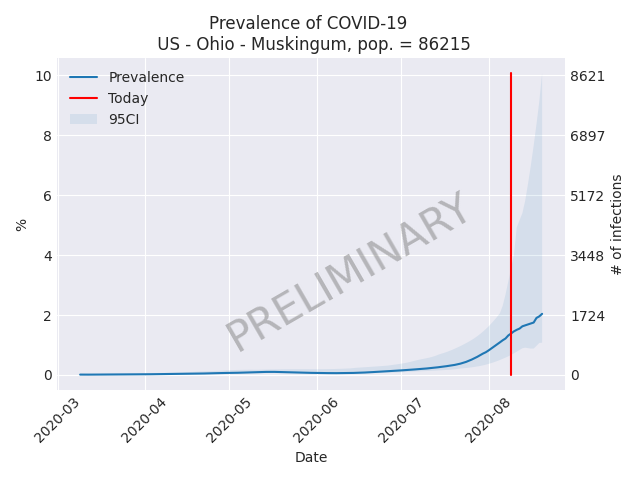 Prevalence of COVID-19
US - Ohio - Muskingum, pop. = 86215
Prevalence
Today
95CI
PRELIMINARY
%
10
8
6
4
2
0
8621
6897
5172
3448
1724
0
# of infections
2020-03
2020-04
2020-05
2020-06
2020-07
2020-08
Date